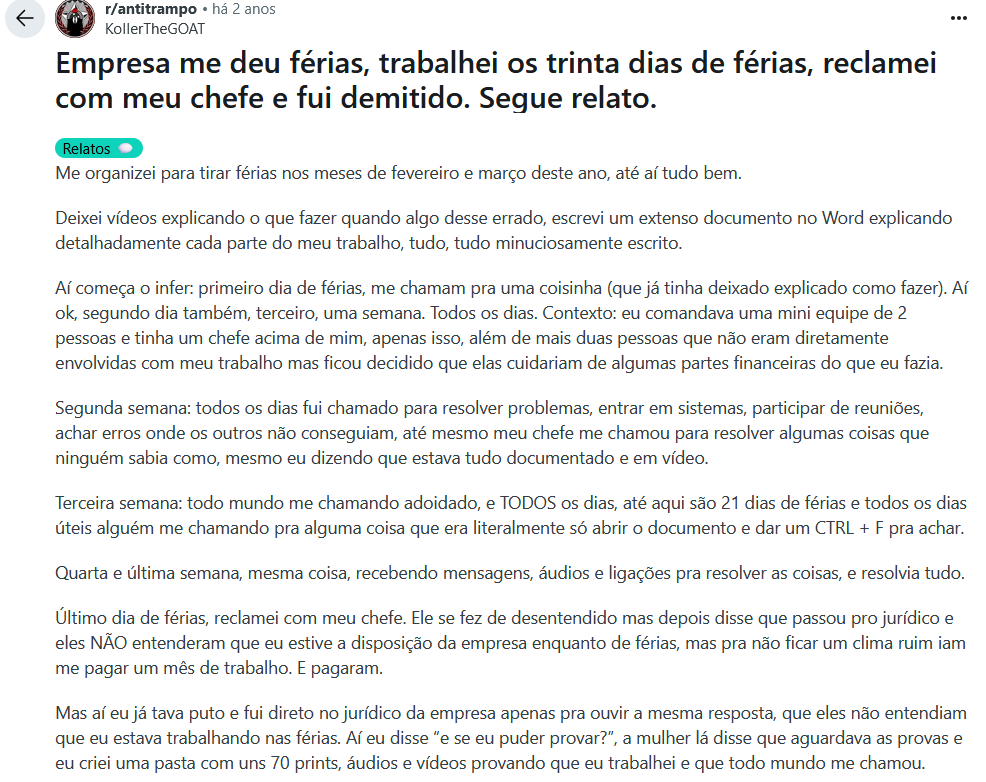 r/antitrampo • há 2 anos
KollerTheGOAT
Empresa me deu férias, trabalhei os trinta dias de férias, reclamei
com meu chefe e fui demitido. Segue relato.
Relatos
Me organizei para tirar férias nos meses de fevereiro e março deste ano, até aí tudo bem.
Deixei vídeos explicando o que fazer quando algo desse errado, escrevi um extenso documento no Word explicando
detalhadamente cada parte do meu trabalho, tudo, tudo minuciosamente escrito.
Aí começa o infer: primeiro dia de férias, me chamam pra uma coisinha (que já tinha deixado explicado como fazer). Aí
ok, segundo dia também, terceiro, uma semana. Todos os dias. Contexto: eu comandava uma mini equipe de 2
pessoas e tinha um chefe acima de mim, apenas isso, além de mais duas pessoas que não eram diretamente
envolvidas com meu trabalho mas ficou decidido que elas cuidariam de algumas partes financeiras do que eu fazia.
Segunda semana: todos os dias fui chamado para resolver problemas, entrar em sistemas, participar de reuniões,
achar erros onde os outros não conseguiam, até mesmo meu chefe me chamou para resolver algumas coisas que
ninguém sabia como, mesmo eu dizendo que estava tudo documentado e em vídeo.
Terceira semana: todo mundo me chamando adoidado, e TODOS os dias, até aqui são 21 dias de férias e todos os dias
úteis alguém me chamando pra alguma coisa que era literalmente só abrir o documento e dar um CTRL + F pra achar.
Quarta e última semana, mesma coisa, recebendo mensagens, áudios e ligações pra resolver as coisas, e resolvia tudo.
Último dia de férias, reclamei com meu chefe. Ele se fez de desentendido mas depois disse que passou pro jurídico e
eles NÃO entenderam que eu estive a disposição da empresa enquanto de férias, mas pra não ficar um clima ruim iam
me pagar um mês de trabalho. E pagaram.
Mas aí eu já tava puto e fui direto no jurídico da empresa apenas pra ouvir a mesma resposta, que eles não entendiam
que eu estava trabalhando nas férias. Aí eu disse “e se eu puder provar?”, a mulher lá disse que aguardava as provas e
eu criei uma pasta com uns 70 prints, áudios e vídeos provando que eu trabalhei e que todo mundo me chamou.